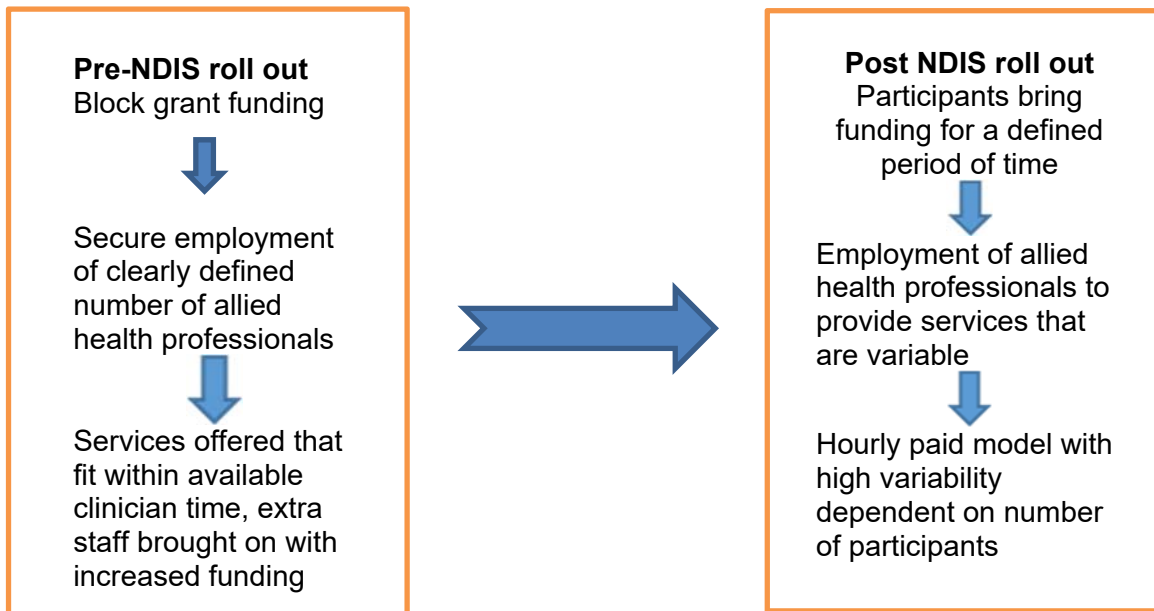 Pre-NDIS roll out
Block grant funding
Secure employment
of clearly defined
number of allied
health professionals
Services offered that
fit within available
clinician time, extra
staff brought on with
increased funding
Post NDIS roll out
Participants bring
funding for a defined
period of time
Employment of allied
health professionals to
provide services that
are variable
Hourly paid model with
high variability
dependent on number
of participants